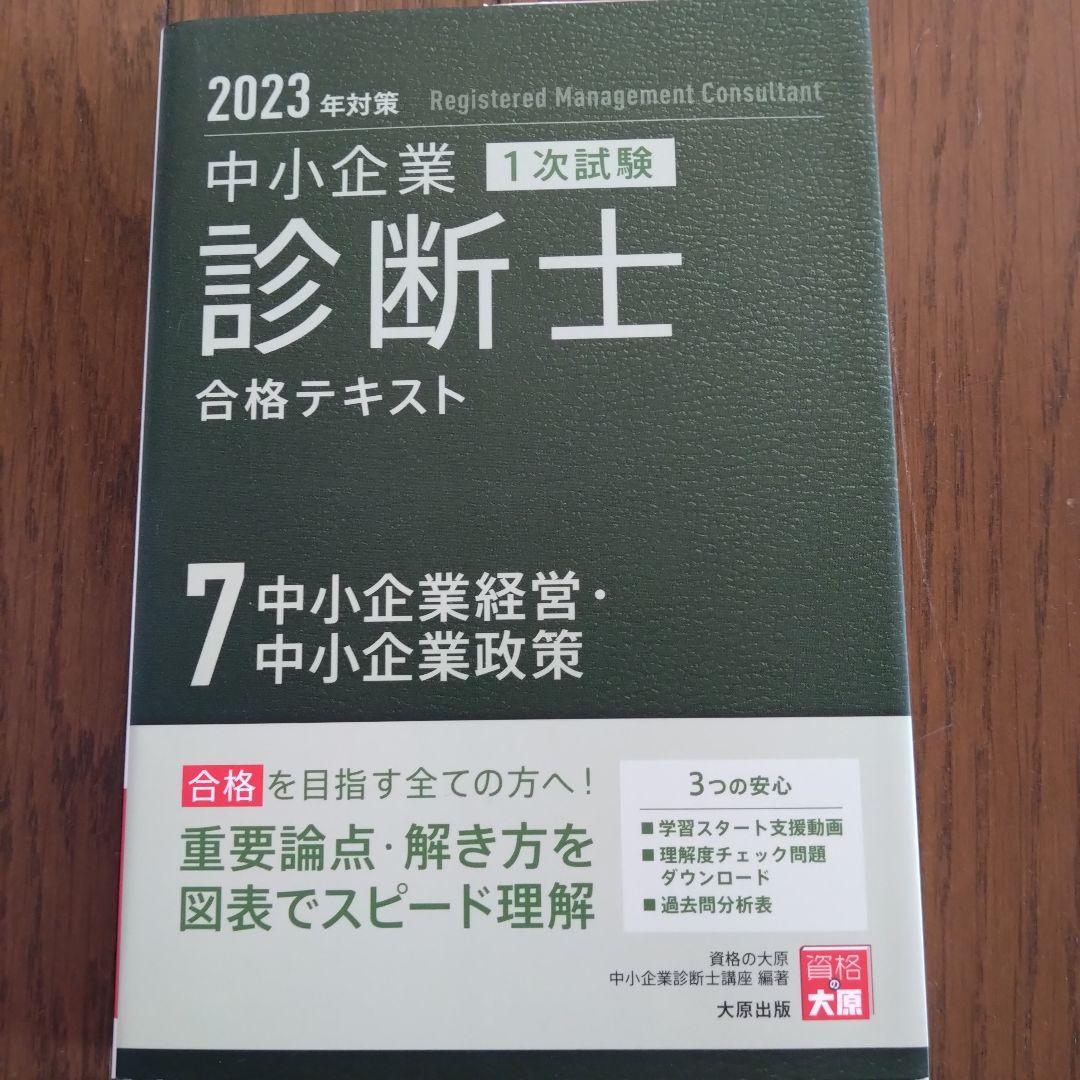 2023年対策 Registered Management Consultant
中小企業 1次試験
診断士
合格テキスト
7 中小企業経営・
中小企業政策
合格を目指す全ての方へ!
重要論点・解き方を
図表でスピード理解
3つの安心
■学習スタート支援動画
■理解度チェック問題
ダウンロード
■過去問分析表
資格の大原
中小企業診断士講座 編著
大原出版
資格
の
大原